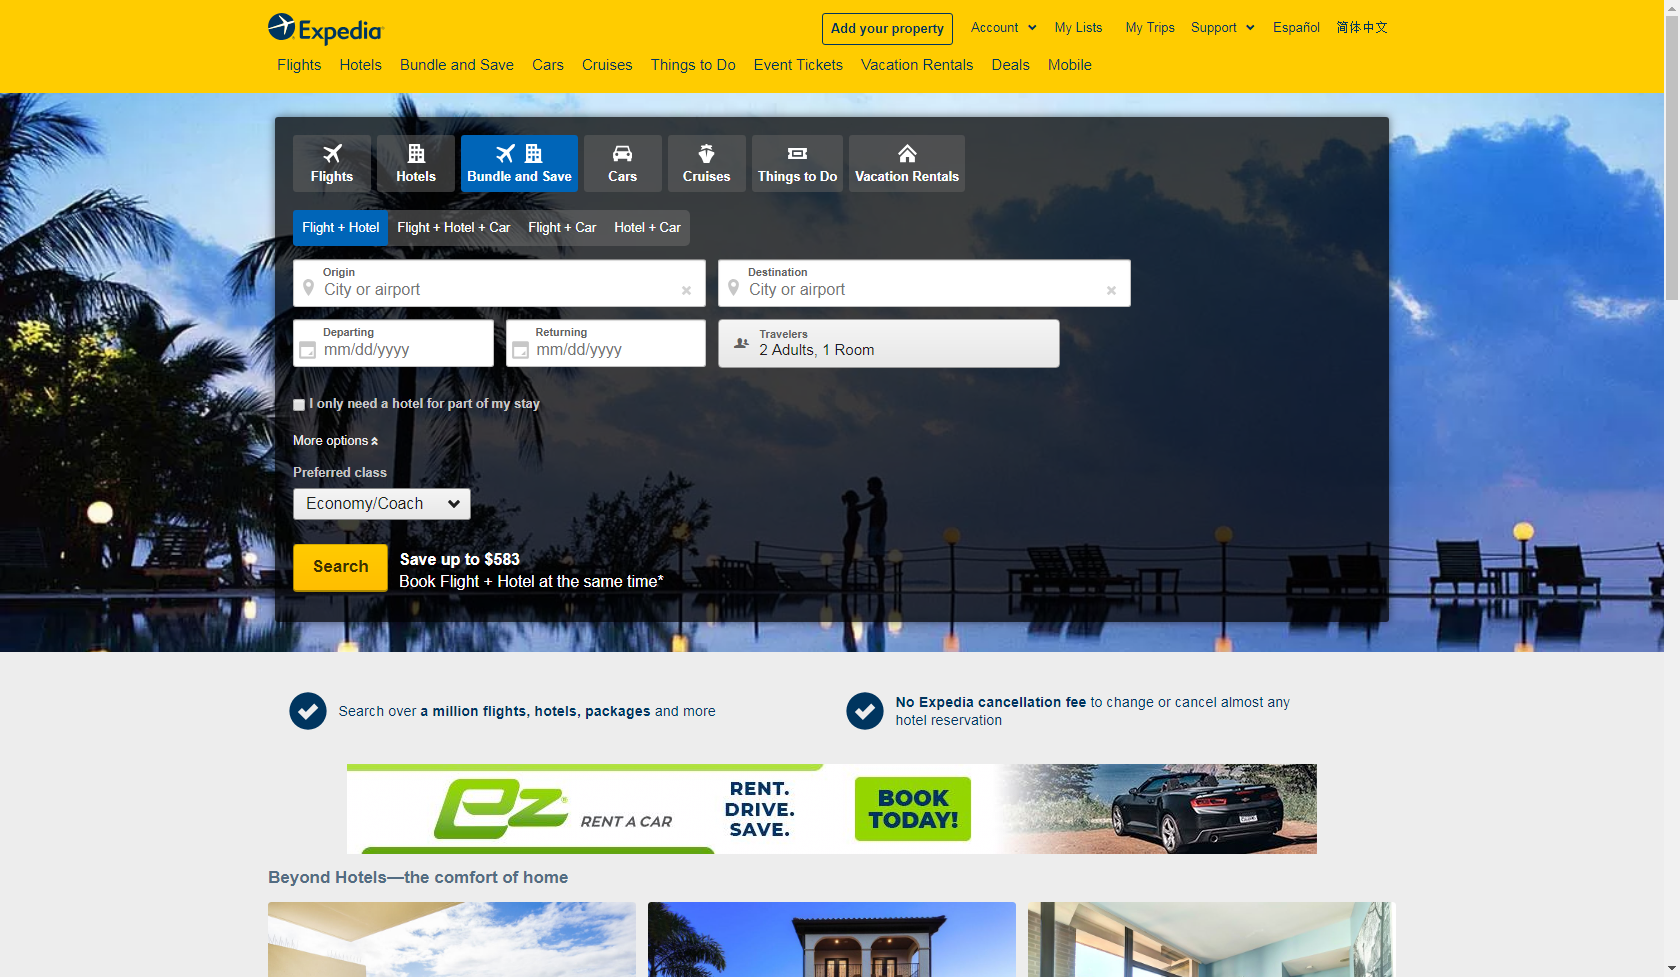 Expedia
Add your property
Account
My Lists
My Trips
Support
Español
简体中文
Flights
Hotels
Bundle and Save
Cars
Cruises
Things to Do
Event Tickets
Vacation Rentals
Deals
Mobile
Flights
Hotels
Bundle and Save
Cars
Cruises
Things to Do
Vacation Rentals
Flight + Hotel
Flight + Hotel + Car
Flight + Car
Hotel + Car
Origin
City or airport
Destination
City or airport
Departing
mm/dd/yyyy
Returning
mm/dd/yyyy
Travelers
2 Adults, 1 Room
I only need a hotel for part of my stay
More options
Preferred class
Economy/Coach
Search
Save up to $583
Book Flight + Hotel at the same time*
Search over a million flights, hotels, packages and more
No Expedia cancellation fee to change or cancel almost any
hotel reservation
ez RENT A CAR
RENT.
DRIVE.
SAVE.
BOOK
TODAY!
Beyond Hotels—the comfort of home